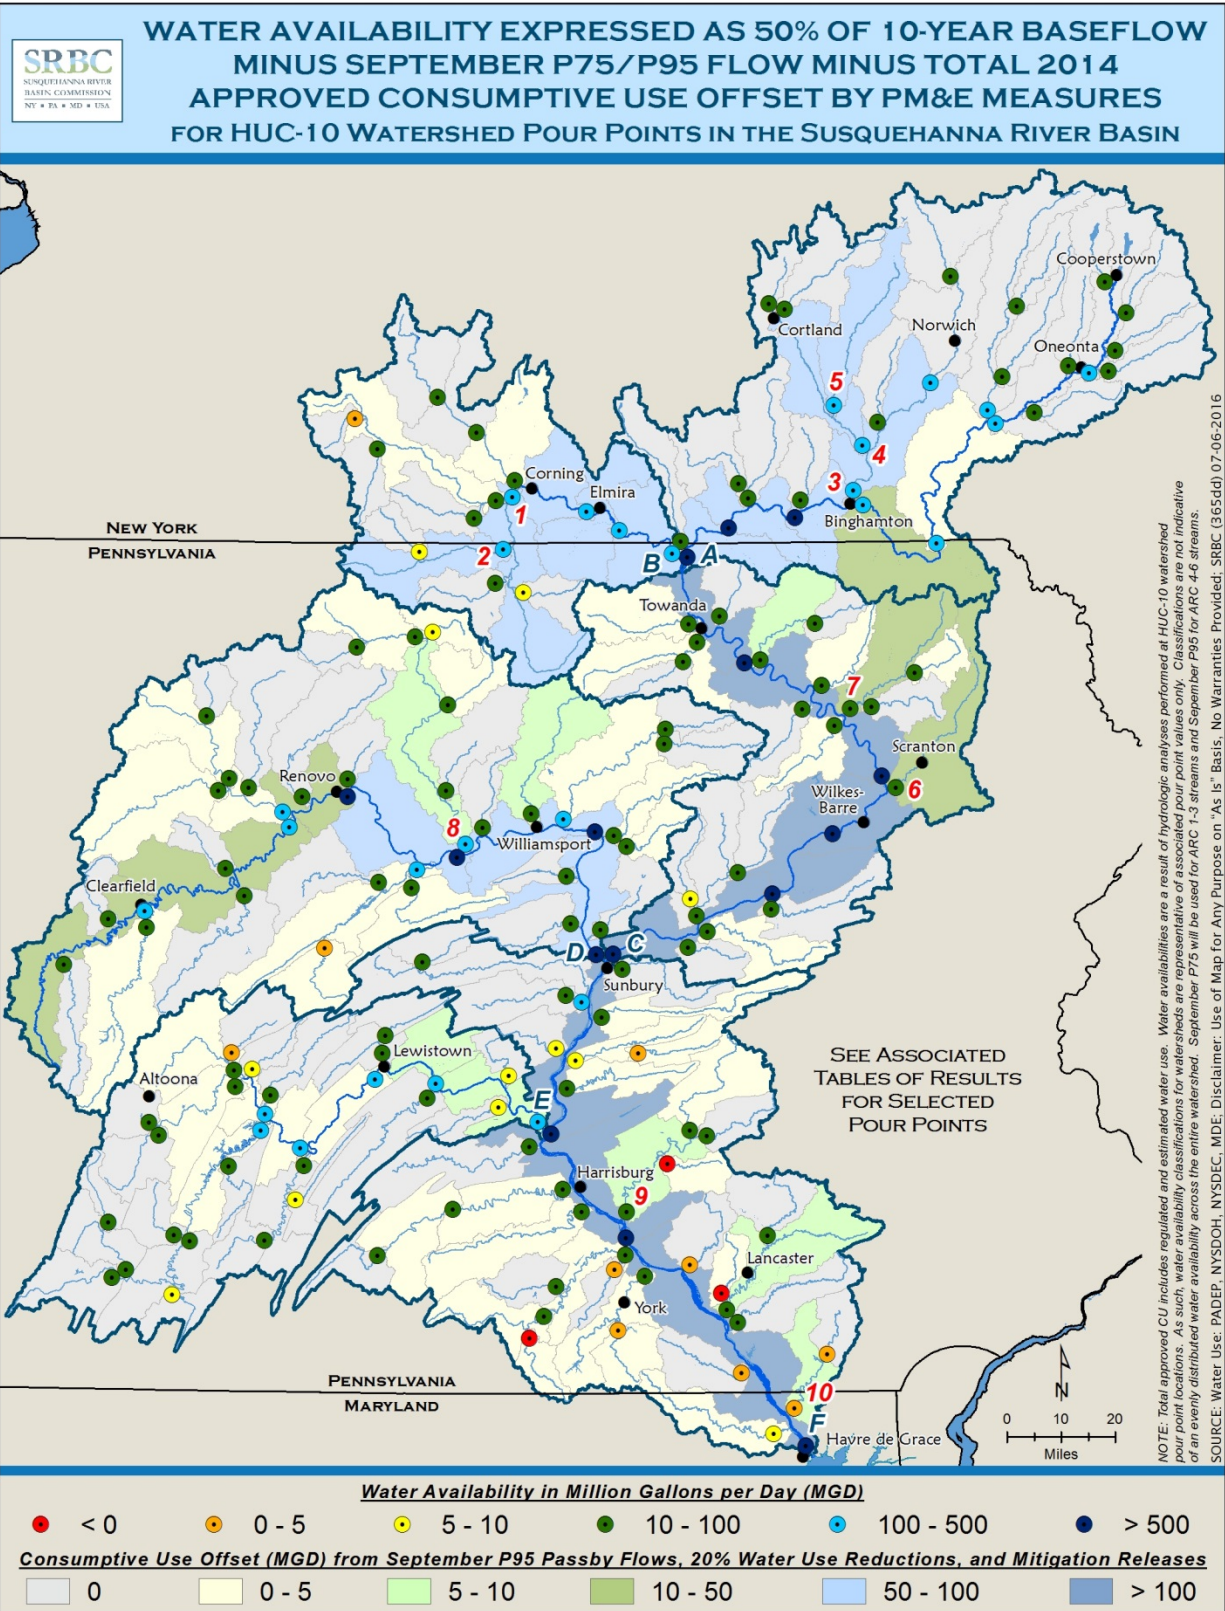 WATER AVAILABILITY EXPRESSED AS 50% OF 10-YEAR BASEFLOW
MINUS SEPTEMBER P75/P95 FLOW MINUS TOTAL 2014
APPROVED CONSUMPTIVE USE OFFSET BY PM&E MEASURES
FOR HUC-10 WATERSHED POUR POINTS IN THE SUSQUEHANNA RIVER BASIN
SRBC
SUSQUEHANNA RIVER
BASIN COMMISSION
NY ▪ PA ▪ MD ▪ USA
Cooperstown
Cortland
Norwich
Oneonta
5
4
3
Corning
Elmira
1
Binghamton
NEW YORK
PENNSYLVANIA
2
B
A
Towanda
7
Scranton
Renovo
Wilkes-
Barre
6
8
Williamsport
Clearfield
D
C
Sunbury
Lewistown
Altoona
SEE ASSOCIATED
TABLES OF RESULTS
FOR SELECTED
POUR POINTS
E
Harrisburg
9
Lancaster
York
PENNSYLVANIA
MARYLAND
10
F
Havre de Grace
N
0 10 20
Miles
NOTE: Total approved CU includes regulated and estimated water use. Water availabilities are a result of hydrologic analyses performed at HUC-10 watershed
pour point locations. As such, water availability classifications for watersheds are representative of associated pour point values only. Classifications are not indicative
of an evenly distributed water availability across the entire watershed. September P75 will be used for ARC 1-3 streams and Sepember P95 for ARC 4-6 streams.
SOURCE: Water Use: PADEP, NYSDOH, NYSDEC, MDE; Disclaimer: Use of Map for Any Purpose on "As Is" Basis, No Warranties Provided; SRBC (365dd) 07-06-2016
Water Availability in Million Gallons per Day (MGD)
< 0 0 - 5 5 - 10 10 - 100 100 - 500 > 500
Consumptive Use Offset (MGD) from September P95 Passby Flows, 20% Water Use Reductions, and Mitigation Releases
0 0 - 5 5 - 10 10 - 50 50 - 100 > 100